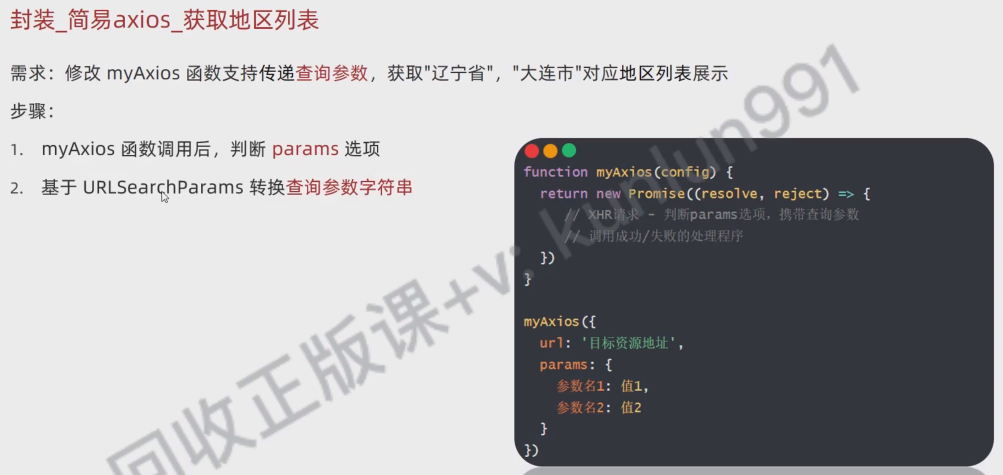 封装_简易axios_获取地区列表
需求：修改 myAxios 函数支持传递查询参数，获取"辽宁省"，"大连市"对应地区列表展示
步骤：
1. myAxios 函数调用后，判断 params 选项
2. 基于 URLSearchParams 转换查询参数字符串
function myAxios(config) {
return new Promise((resolve, reject) => {
// XHR请求 - 判断params选项，携带查询参数
// 调用成功/失败的处理程序
})
}
myAxios({
url: '目标资源地址',
params: {
参数名1: 值1,
参数名2: 值2
}
})
回收正版课+v: kunlun991